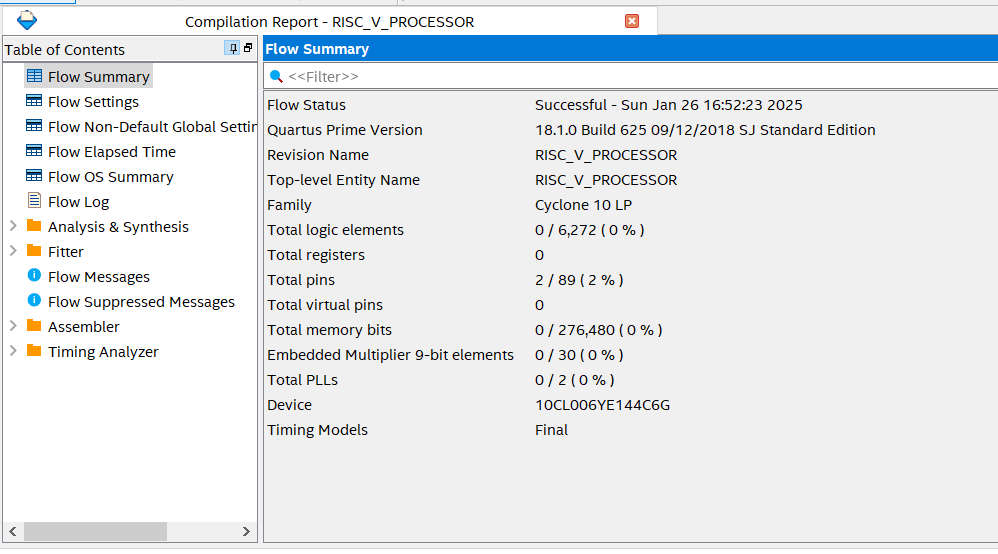 Compilation Report - RISC_V_PROCESSOR
Table of Contents
Flow Summary
Flow Settings
Flow Non-Default Global Settin
Flow Elapsed Time
Flow OS Summary
Flow Log
Analysis & Synthesis
Fitter
Flow Messages
Flow Suppressed Messages
Assembler
Timing Analyzer
Flow Summary
<<Filter>>
Flow Status Successful - Sun Jan 26 16:52:23 2025
Quartus Prime Version 18.1.0 Build 625 09/12/2018 SJ Standard Edition
Revision Name RISC_V_PROCESSOR
Top-level Entity Name RISC_V_PROCESSOR
Family Cyclone 10 LP
Total logic elements 0 / 6,272 ( 0 % )
Total registers 0
Total pins 2 / 89 ( 2 % )
Total virtual pins 0
Total memory bits 0 / 276,480 ( 0 % )
Embedded Multiplier 9-bit elements 0 / 30 ( 0 % )
Total PLLs 0 / 2 ( 0 % )
Device 10CL006YE144C6G
Timing Models Final